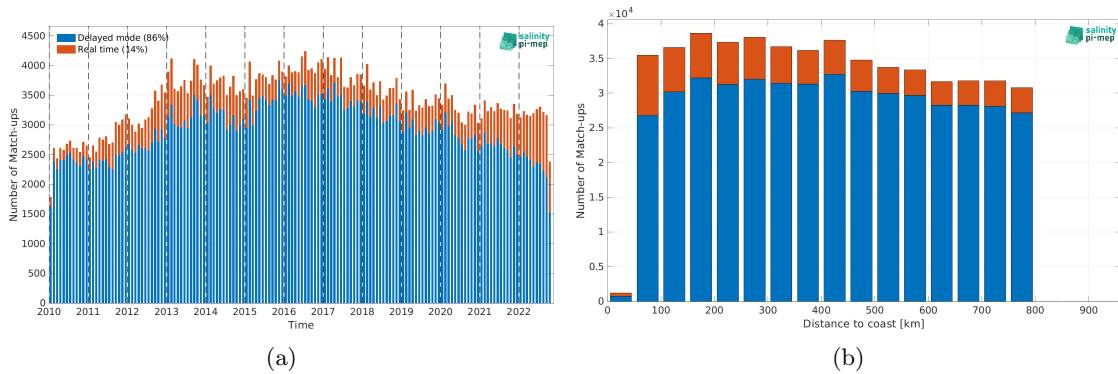 Delayed mode (86%)
Real time (14%)
salinity
pi-mep
Number of Match-ups
4500
4000
3500
3000
2500
2000
1500
1000
500
0
2010 2011 2012 2013 2014 2015 2016 2017 2018 2019 2020 2021 2022
Time
(a)
×10⁴
salinity
pi-mep
Number of Match-ups
4
3.5
3
2.5
2
1.5
1
0.5
0
0 100 200 300 400 500 600 700 800 900
Distance to coast [km]
(b)